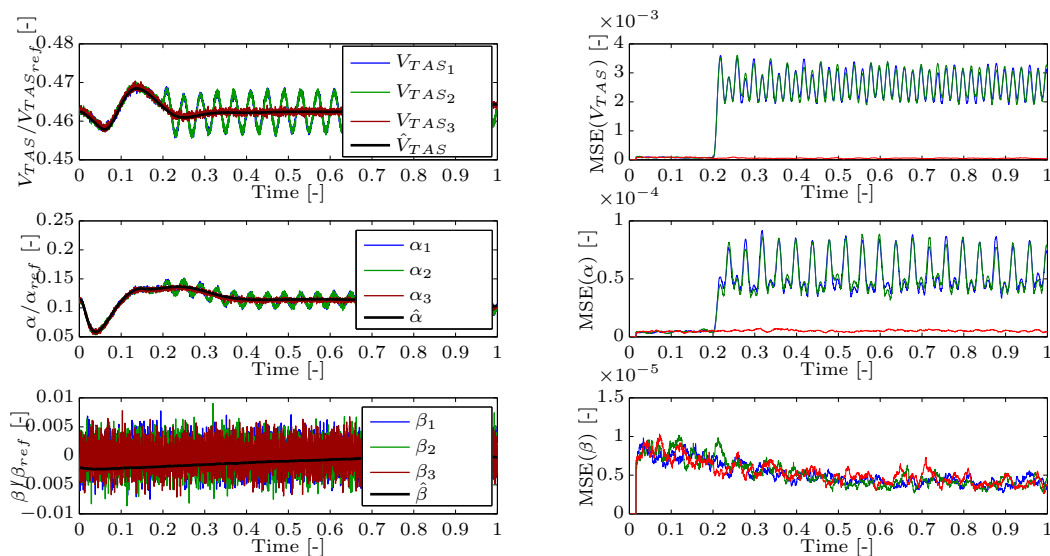 0.48
0.47
0.46
0.45
V_TAS/V_TASref [-]
V_TAS1
V_TAS2
V_TAS3
V̂_TAS
0 0.1 0.2 0.3 0.4 0.5 0.6 0.7 0.8 0.9 1
Time [-]
×10⁻³
4
3
2
1
0
MSE(V_TAS) [-]
0 0.1 0.2 0.3 0.4 0.5 0.6 0.7 0.8 0.9 1
Time [-]
0.25
0.2
0.15
0.1
0.05
α/α_ref [-]
α₁
α₂
α₃
α̂
0 0.1 0.2 0.3 0.4 0.5 0.6 0.7 0.8 0.9 1
Time [-]
×10⁻⁴
1
0.5
0
MSE(α) [-]
0 0.1 0.2 0.3 0.4 0.5 0.6 0.7 0.8 0.9 1
Time [-]
0.01
0.005
0
−0.005
−0.01
β/β_ref [-]
β₁
β₂
β₃
β̂
0 0.1 0.2 0.3 0.4 0.5 0.6 0.7 0.8 0.9 1
Time [-]
×10⁻⁵
1.5
1
0.5
0
MSE(β) [-]
0 0.1 0.2 0.3 0.4 0.5 0.6 0.7 0.8 0.9 1
Time [-]